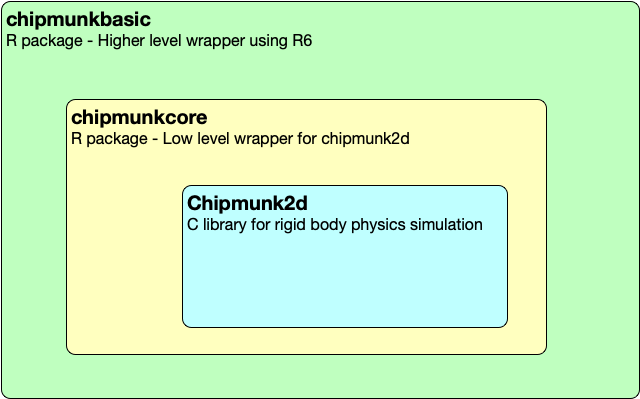 chipmunkbasic
R package - Higher level wrapper using R6
chipmunkcore
R package - Low level wrapper for chipmunk2d
Chipmunk2d
C library for rigid body physics simulation